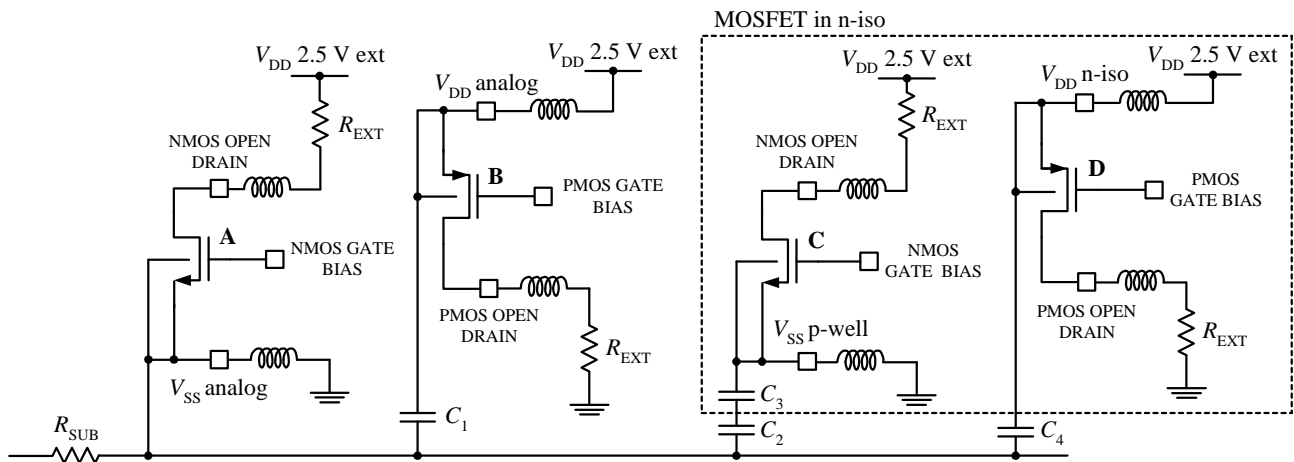 MOSFET in n-iso
V_DD 2.5 V ext
V_DD analog
R_EXT
NMOS OPEN
DRAIN
A
NMOS GATE
BIAS
V_SS analog
R_SUB
V_DD 2.5 V ext
B
PMOS GATE
BIAS
PMOS OPEN
DRAIN
R_EXT
C_1
V_DD 2.5 V ext
R_EXT
NMOS OPEN
DRAIN
C
NMOS
GATE BIAS
V_SS p-well
C_3
C_2
V_DD 2.5 V ext
V_DD n-iso
D
PMOS
GATE BIAS
PMOS OPEN
DRAIN
R_EXT
C_4